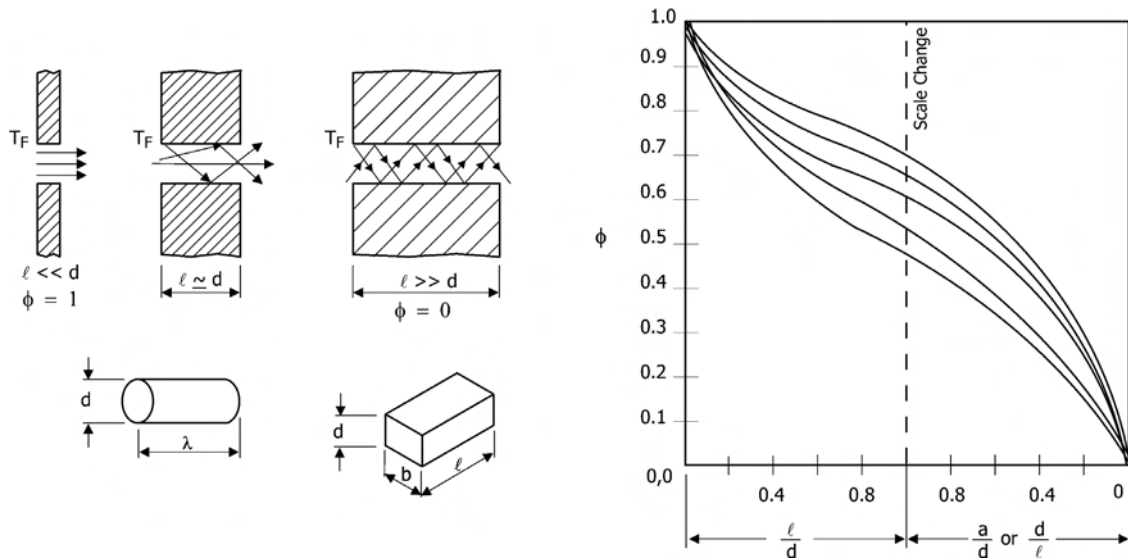 T_F
ℓ << d
ϕ = 1
T_F
ℓ ≃ d
T_F
ℓ >> d
ϕ = 0
d
λ
d
b
ℓ
1.0
0.9
0.8
0.7
0.6
0.5
0.4
0.3
0.2
0.1
0,0
ϕ
Scale Change
0.4 0.8 0.8 0.4 0
ℓ/d
a/d or d/ℓ